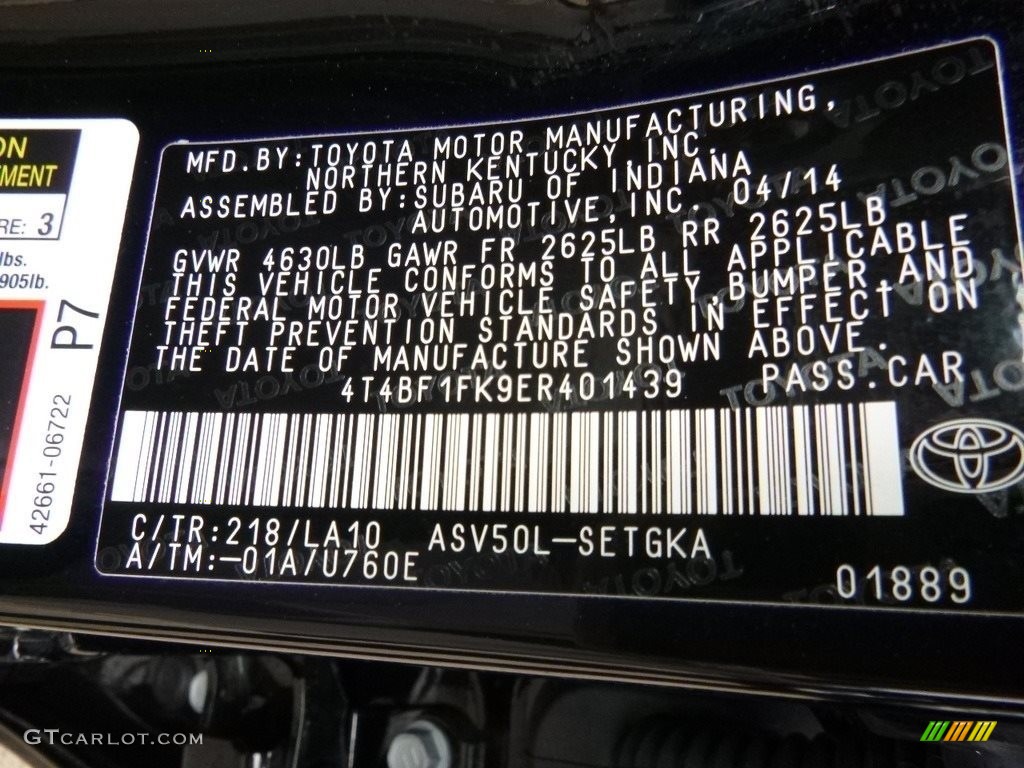 MFD.BY:TOYOTA MOTOR MANUFACTURING,
NORTHERN KENTUCKY, INC.
ASSEMBLED BY:SUBARU OF INDIANA
AUTOMOTIVE,INC. 04/14
GVWR 4630LB GAWR FR 2625LB RR 2625LB
THIS VEHICLE CONFORMS TO ALL APPLICABLE
FEDERAL MOTOR VEHICLE SAFETY,BUMPER,AND
THEFT PREVENTION STANDARDS IN EFFECT ON
THE DATE OF MANUFACTURE SHOWN ABOVE.
4T4BF1FK9ER401439 PASS.CAR
C/TR:218/LA10 ASV50L-SETGKA
A/TM:-01A/U760E
01889
RE: 3
lbs.
905lb.
P7
42661-06722
GTCARLOT.COM